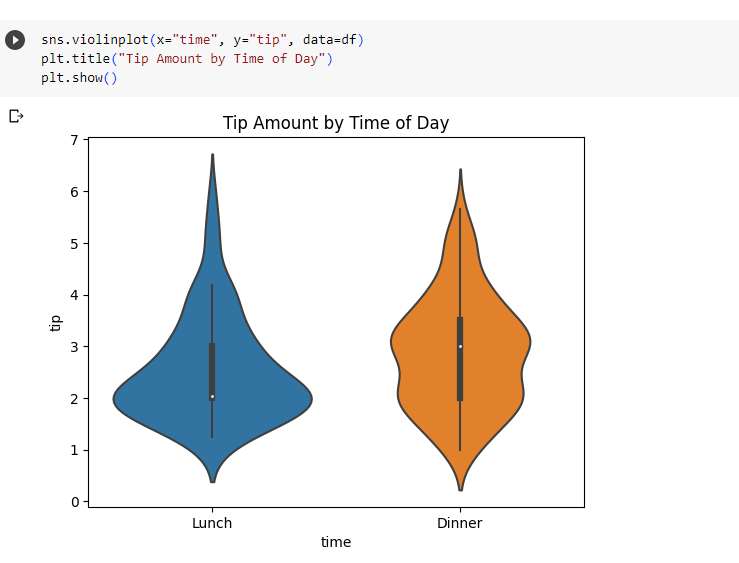 sns.violinplot(x="time", y="tip", data=df)
plt.title("Tip Amount by Time of Day")
plt.show()
Tip Amount by Time of Day
7
6
5
4
3
2
1
0
tip
Lunch Dinner
time